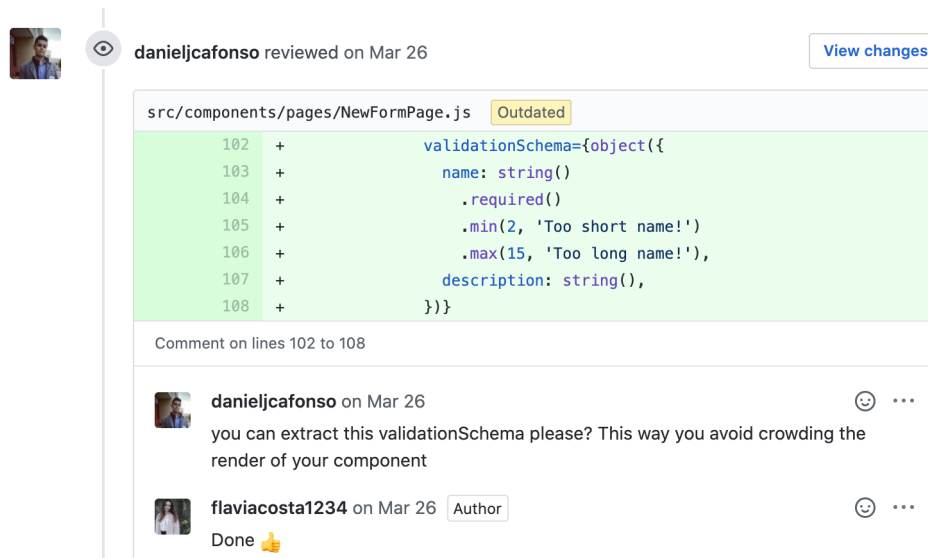 danieljcafonso reviewed on Mar 26
View changes
src/components/pages/NewFormPage.js Outdated
102 + validationSchema={object({
103 + name: string()
104 + .required()
105 + .min(2, 'Too short name!')
106 + .max(15, 'Too long name!'),
107 + description: string(),
108 + })}
Comment on lines 102 to 108
danieljcafonso on Mar 26
you can extract this validationSchema please? This way you avoid crowding the
render of your component
flaviacosta1234 on Mar 26 Author
Done 👍